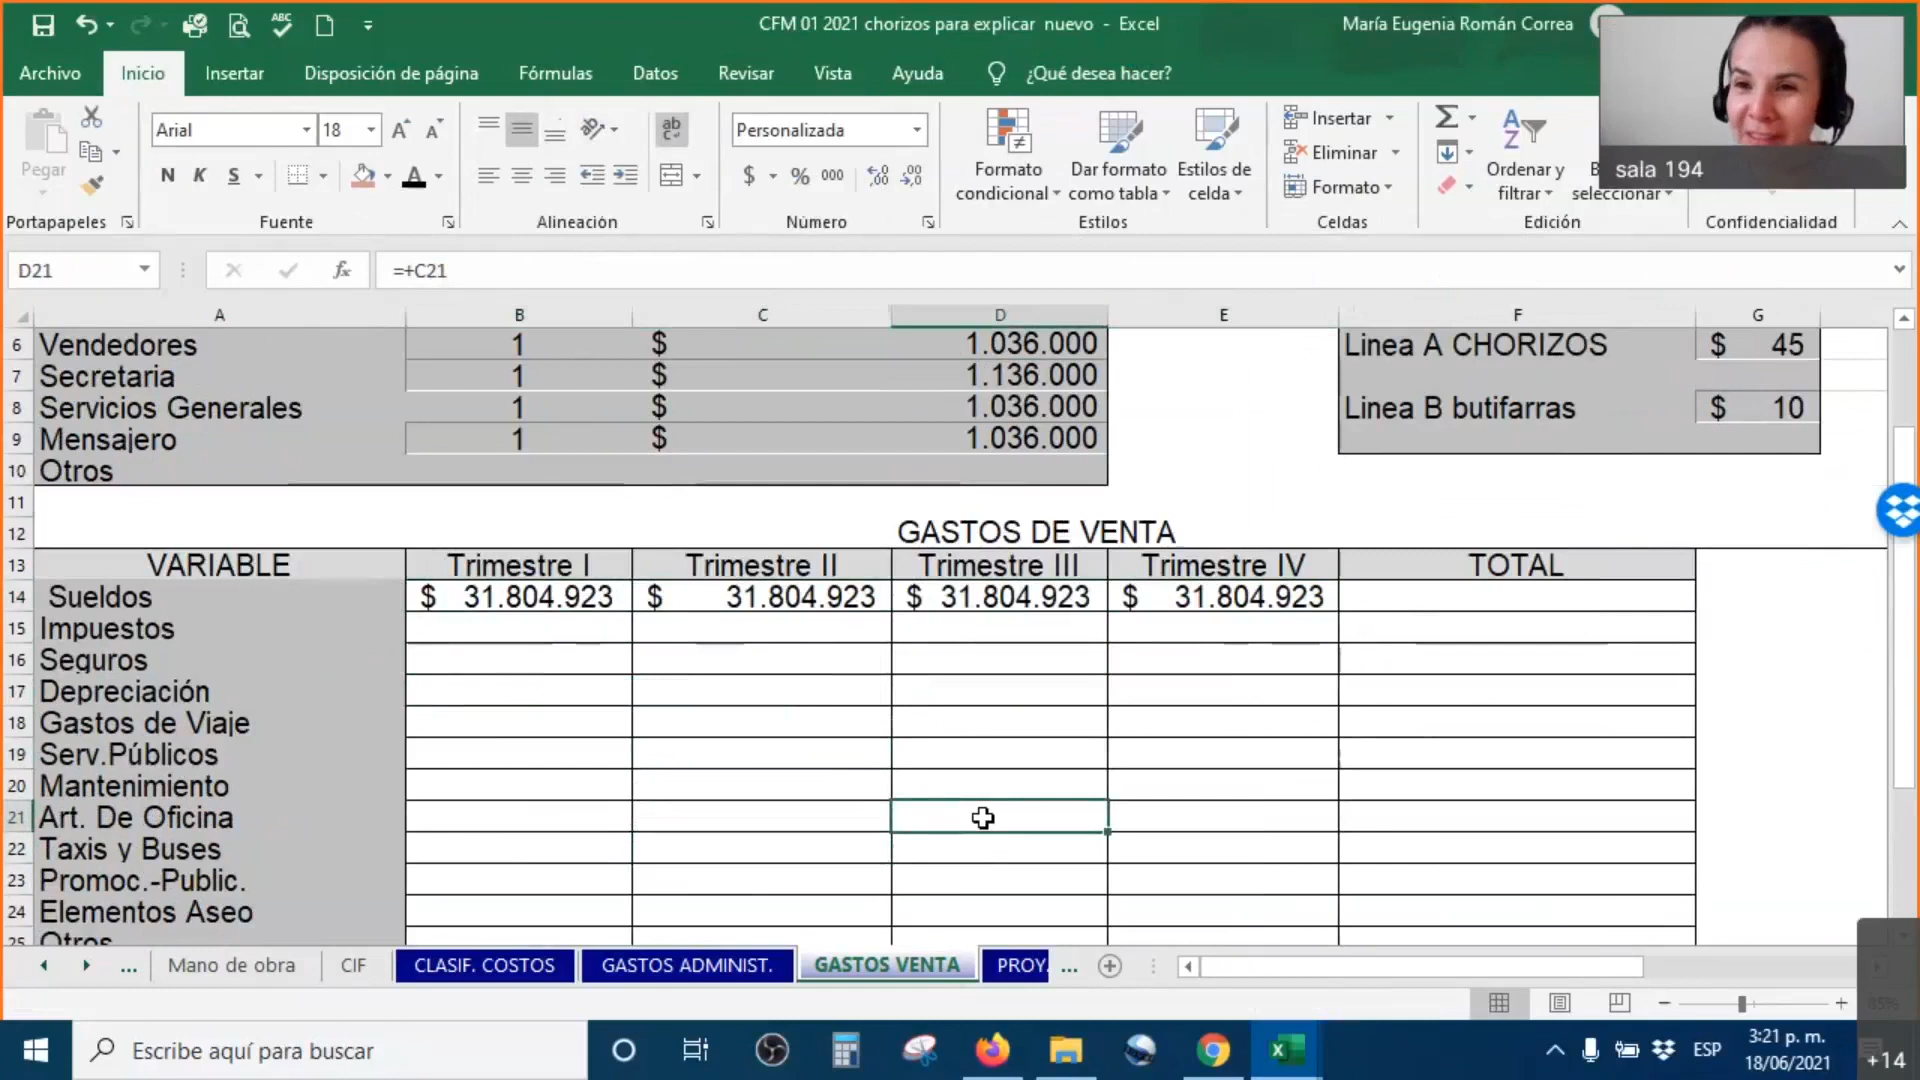 CFM 01 2021 chorizos para explicar nuevo - Excel
María Eugenia Román Correa
Archivo Inicio Insertar Disposición de página Fórmulas Datos Revisar Vista Ayuda ¿Qué desea hacer?
sala 194
Pegar
Arial 18
N K S
Personalizada
$ % 000
Formato condicional
Dar formato como tabla
Estilos de celda
Insertar
Eliminar
Formato
Ordenar y filtrar
seleccionar
Portapapeles Fuente Alineación Número Estilos Celdas Edición Confidencialidad
D21 fx =+C21
A B C D E F G
6 Vendedores 1 $ 1.036.000 Linea A CHORIZOS $ 45
7 Secretaria 1 $ 1.136.000
8 Servicios Generales 1 $ 1.036.000 Linea B butifarras $ 10
9 Mensajero 1 $ 1.036.000
10 Otros
11
12 GASTOS DE VENTA
13 VARIABLE Trimestre I Trimestre II Trimestre III Trimestre IV TOTAL
14 Sueldos $ 31.804.923 $ 31.804.923 $ 31.804.923 $ 31.804.923
15 Impuestos
16 Seguros
17 Depreciación
18 Gastos de Viaje
19 Serv.Públicos
20 Mantenimiento
21 Art. De Oficina
22 Taxis y Buses
23 Promoc.-Public.
24 Elementos Aseo
25 Otros
... Mano de obra CIF CLASIF. COSTOS GASTOS ADMINIST. GASTOS VENTA PROY. ...
Escribe aquí para buscar
ESP
3:21 p. m.
18/06/2021
+14